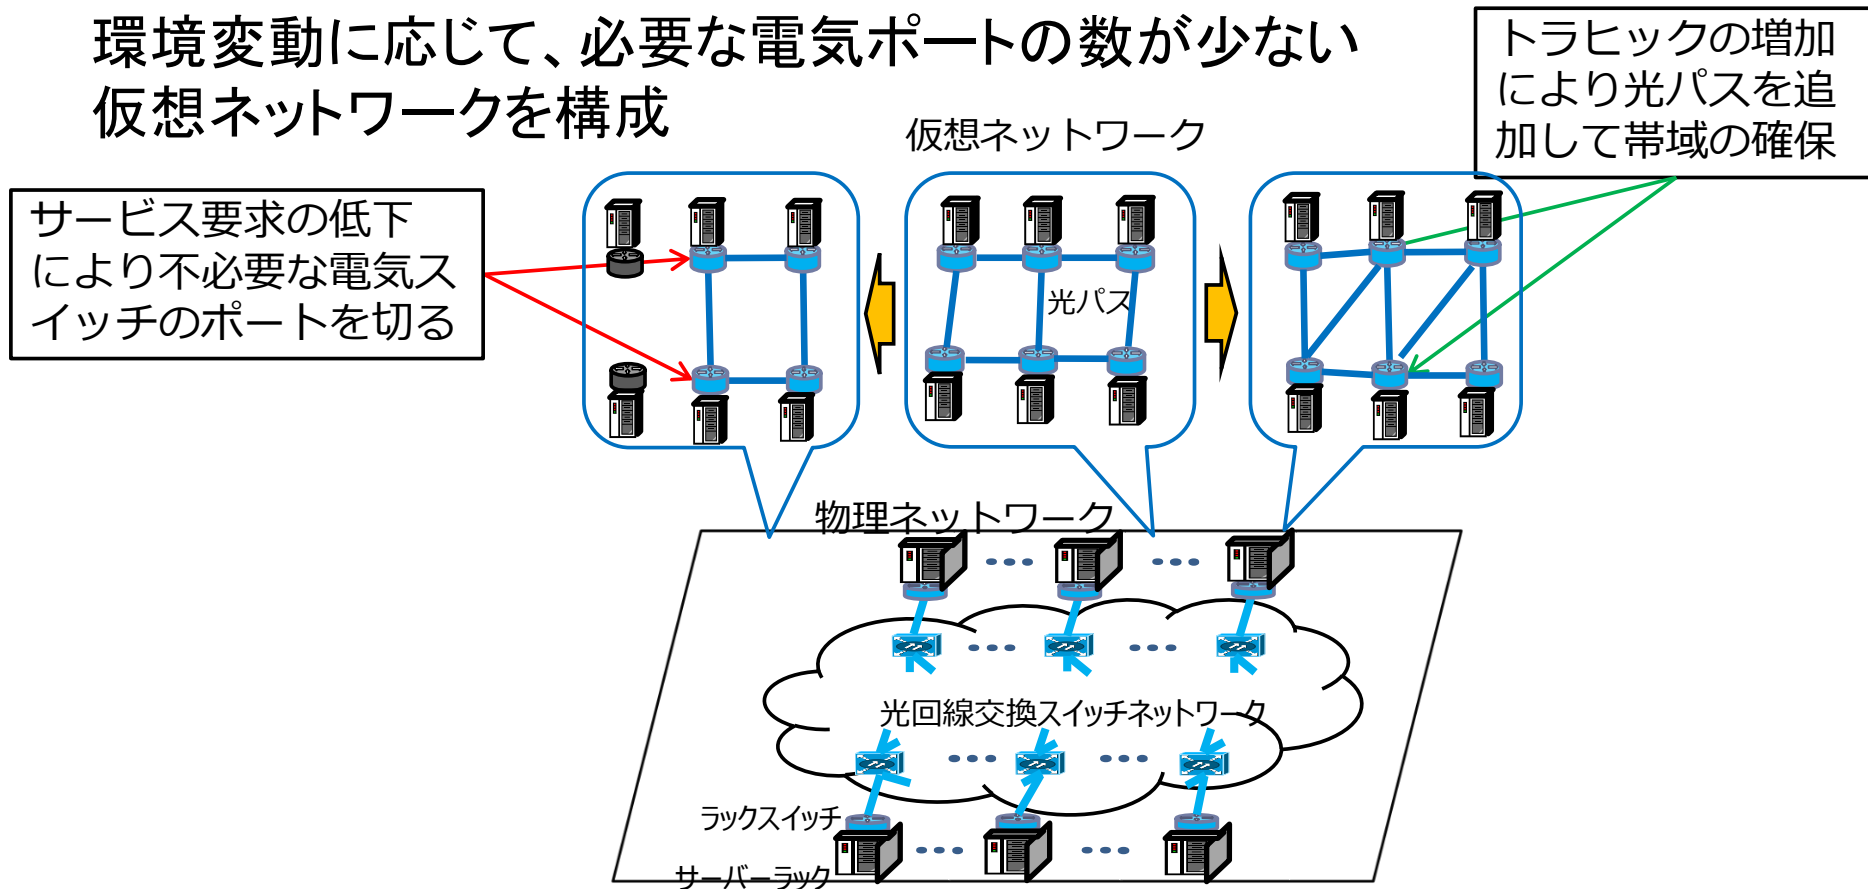 環境変動に応じて、必要な電気ポートの数が少ない
仮想ネットワークを構成
トラヒックの増加
により光パスを追
加して帯域の確保
仮想ネットワーク
サービス要求の低下
により不必要な電気ス
イッチのポートを切る
光パス
物理ネットワーク
光回線交換スイッチネットワーク
ラックスイッチ
サーバーラック